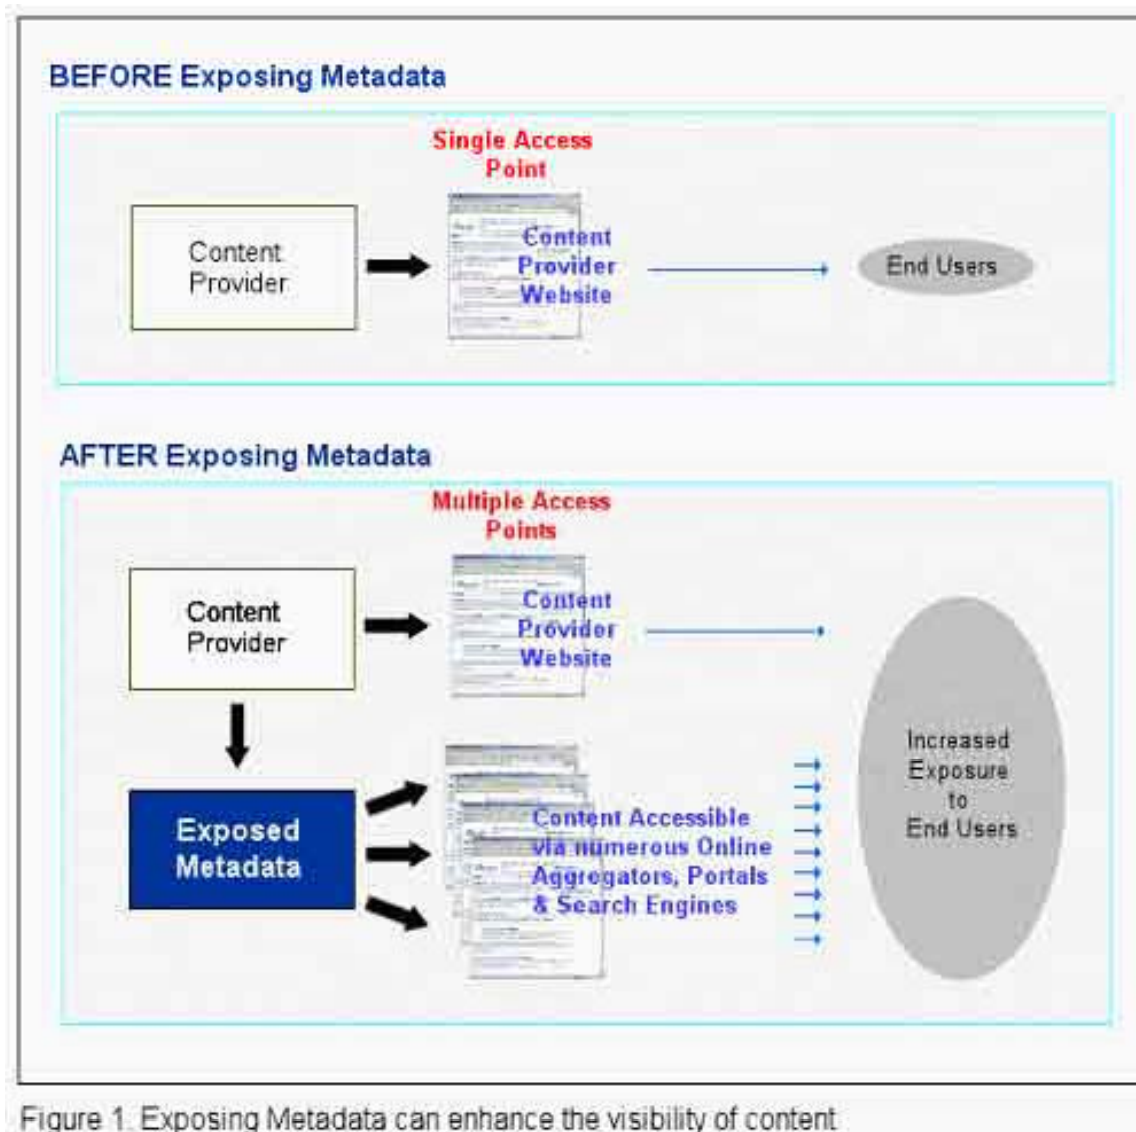 BEFORE Exposing Metadata
Single Access
Point
Content
Provider
Content
Provider
Website
End Users
AFTER Exposing Metadata
Multiple Access
Points
Content
Provider
Content
Provider
Website
Increased
Exposure
to
End Users
Exposed
Metadata
Content Accessible
via numerous Online
Aggregators, Portals
& Search Engines
Figure 1. Exposing Metadata can enhance the visibility of content